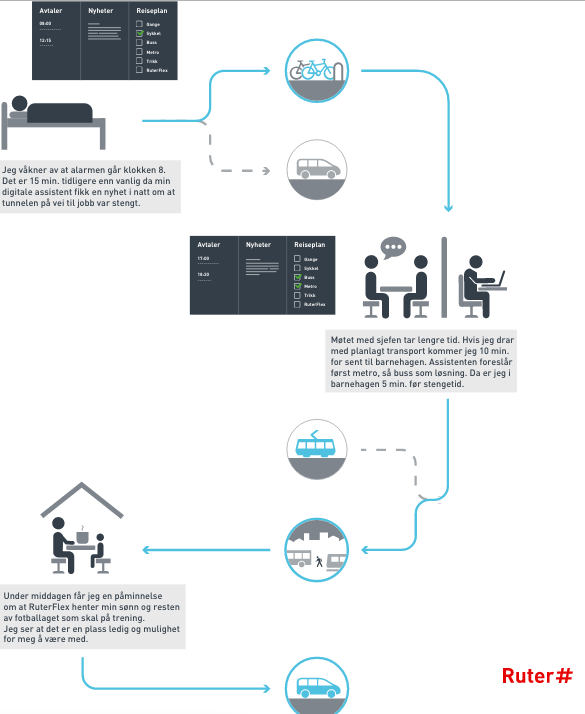 Avtaler Nyheter Reiseplan
08:00
12:15
Gange
Sykkel
Buss
Metro
Trikk
RuterFlex
Jeg våkner av at alarmen går klokken 8.
Det er 15 min. tidligere enn vanlig da min
digitale assistent fikk en nyhet i natt om at
tunnelen på vei til jobb var stengt.
Avtaler Nyheter Reiseplan
17:00
18:20
Gange
Sykkel
Buss
Metro
Trikk
RuterFlex
Møtet med sjefen tar lengre tid. Hvis jeg drar
med planlagt transport kommer jeg 10 min.
for sent til barnehagen. Assistenten foreslår
først metro, så buss som løsning. Da er jeg i
barnehagen 5 min. før stengetid.
Under middagen får jeg en påminnelse
om at RuterFlex henter min sønn og resten
av fotballaget som skal på trening.
Jeg ser at det er en plass ledig og mulighet
for meg å være med.
Ruter#